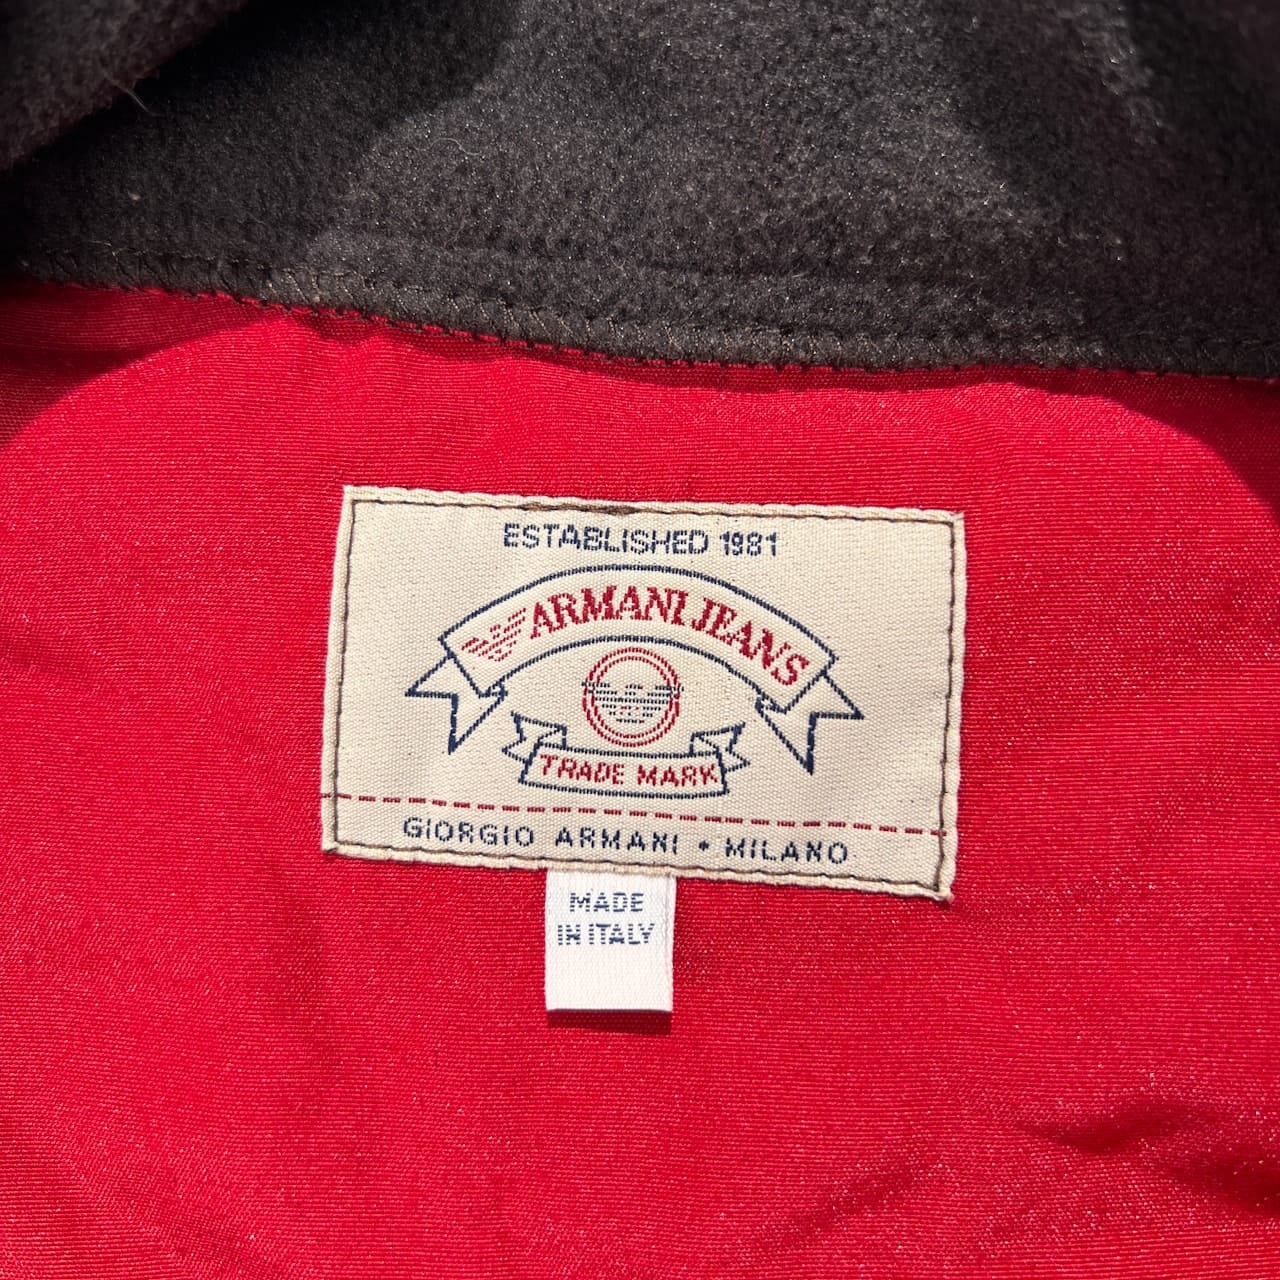 ESTABLISHED 1981
ARMANI JEANS
TRADE MARK
GIORGIO ARMANI • MILANO
MADE
IN ITALY